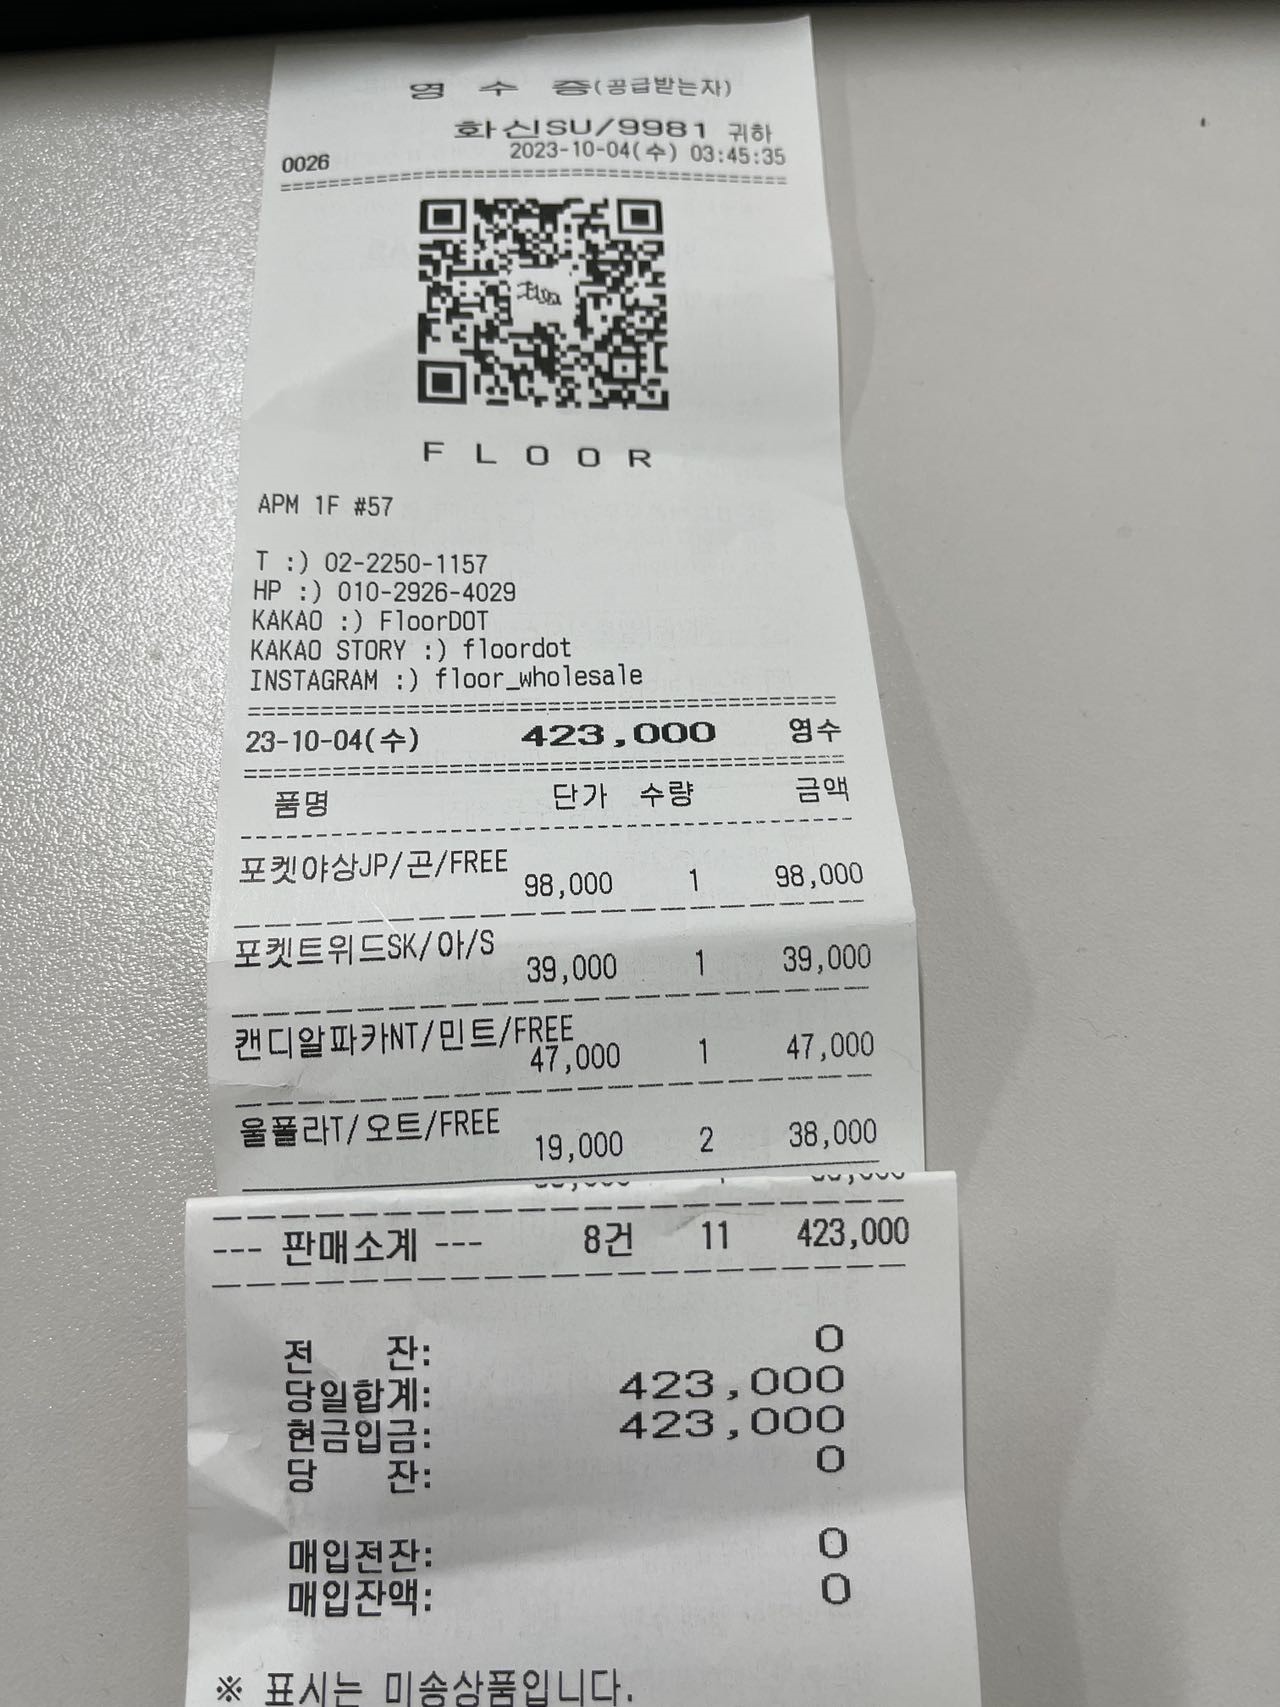 영 수 증(공급받는자)
화신SU/9981 귀하
0026 2023-10-04(수) 03:45:35
FLOOR
APM 1F #57
T :) 02-2250-1157
HP :) 010-2926-4029
KAKAO :) FloorDOT
KAKAO STORY :) floordot
INSTAGRAM :) floor_wholesale
23-10-04(수) 423,000 영수
품명 단가 수량 금액
포켓야상JP/곤/FREE
98,000 1 98,000
포켓트위드SK/아/S
39,000 1 39,000
캔디알파카NT/민트/FREE
47,000 1 47,000
울폴라T/오트/FREE
19,000 2 38,000
--- 판매소계 --- 8건 11 423,000
전 잔: 0
당일합계: 423,000
현금입금: 423,000
당 잔: 0
매입전잔: 0
매입잔액: 0
※ 표시는 미송상품입니다.